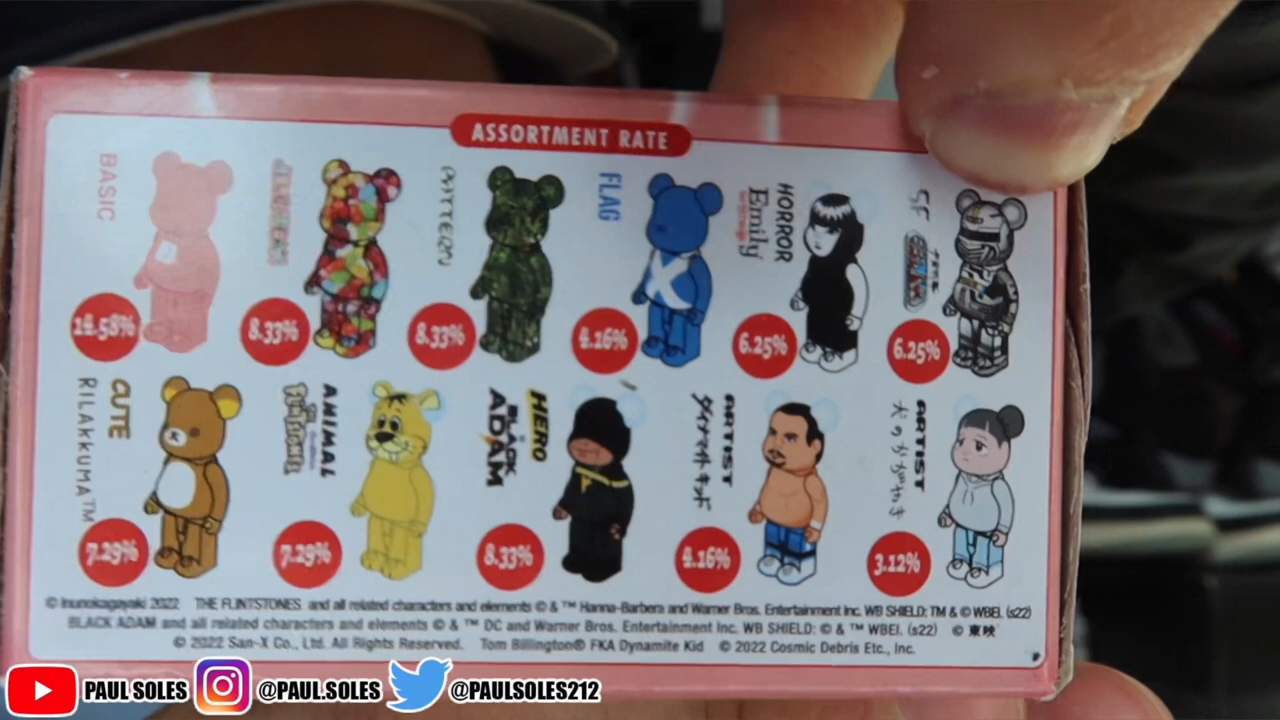 ASSORTMENT RATE
BASIC
14.58%
JELLYBEAN
8.33%
PATTERN
8.33%
FLAG
4.16%
HORROR
Emily
the Strange
6.25%
SF
6.25%
CUTE
RILAKKUMA™
7.29%
ANIMAL
THE
FLINTSTONES
7.29%
HERO
BLACK
ADAM
8.33%
ARTIST
ダイナマイト・キッド
4.16%
ARTIST
犬のかがやき
3.12%
© Inunokagayaki 2022 THE FLINTSTONES and all related characters and elements © & ™ Hanna-Barbera and Warner Bros. Entertainment Inc. WB SHIELD: TM & © WBEI. (s22)
BLACK ADAM and all related characters and elements © & ™ DC and Warner Bros. Entertainment Inc. WB SHIELD: © & ™ WBEI. (s22) © 東映
© 2022 San-X Co., Ltd. All Rights Reserved. Tom Billington® FKA Dynamite Kid © 2022 Cosmic Debris Etc., Inc.
PAUL SOLES @PAUL.SOLES @PAULSOLES212